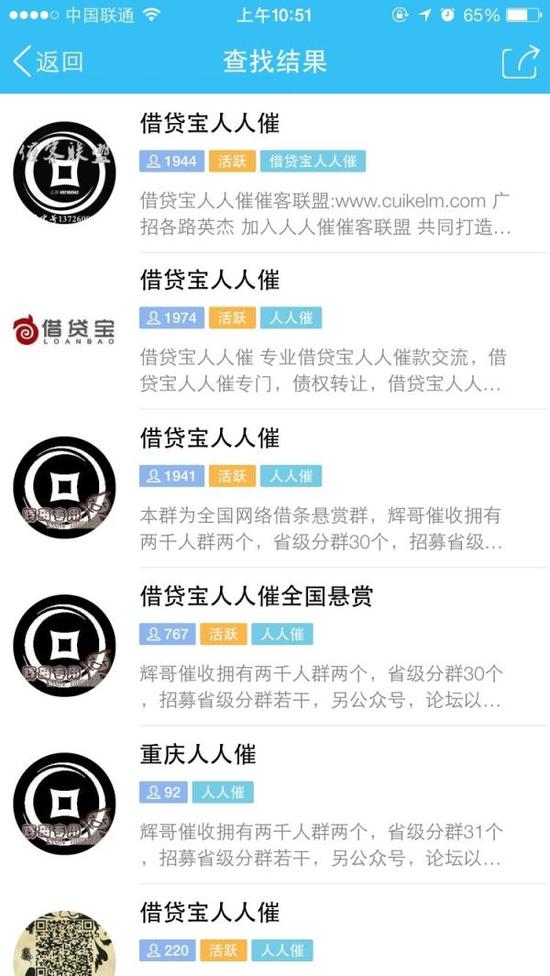 中国联通 上午10:51 65%
返回 查找结果
借贷宝人人催
1944 活跃 借贷宝人人催
借贷宝人人催催客联盟:www.cuikelm.com 广
招各路英杰 加入人人催催客联盟 共同打造...
借贷宝人人催
1974 活跃 人人催
借贷宝
LOANBAO
借贷宝人人催 专业借贷宝人人催款交流，借
贷宝人人催专门，债权转让，借贷宝人人...
借贷宝人人催
1941 活跃 人人催
辉哥专用
本群为全国网络借条悬赏群，辉哥催收拥有
两千人群两个，省级分群30个，招募省级...
借贷宝人人催全国悬赏
767 活跃 人人催
辉哥专用
辉哥催收拥有两千人群两个，省级分群30个
，招募省级分群若干，另公众号，论坛以...
重庆人人催
92 人人催
辉哥专用
辉哥催收拥有两千人群两个，省级分群31个
，招募省级分群若干，另公众号，论坛以...
借贷宝人人催
220 活跃 人人催